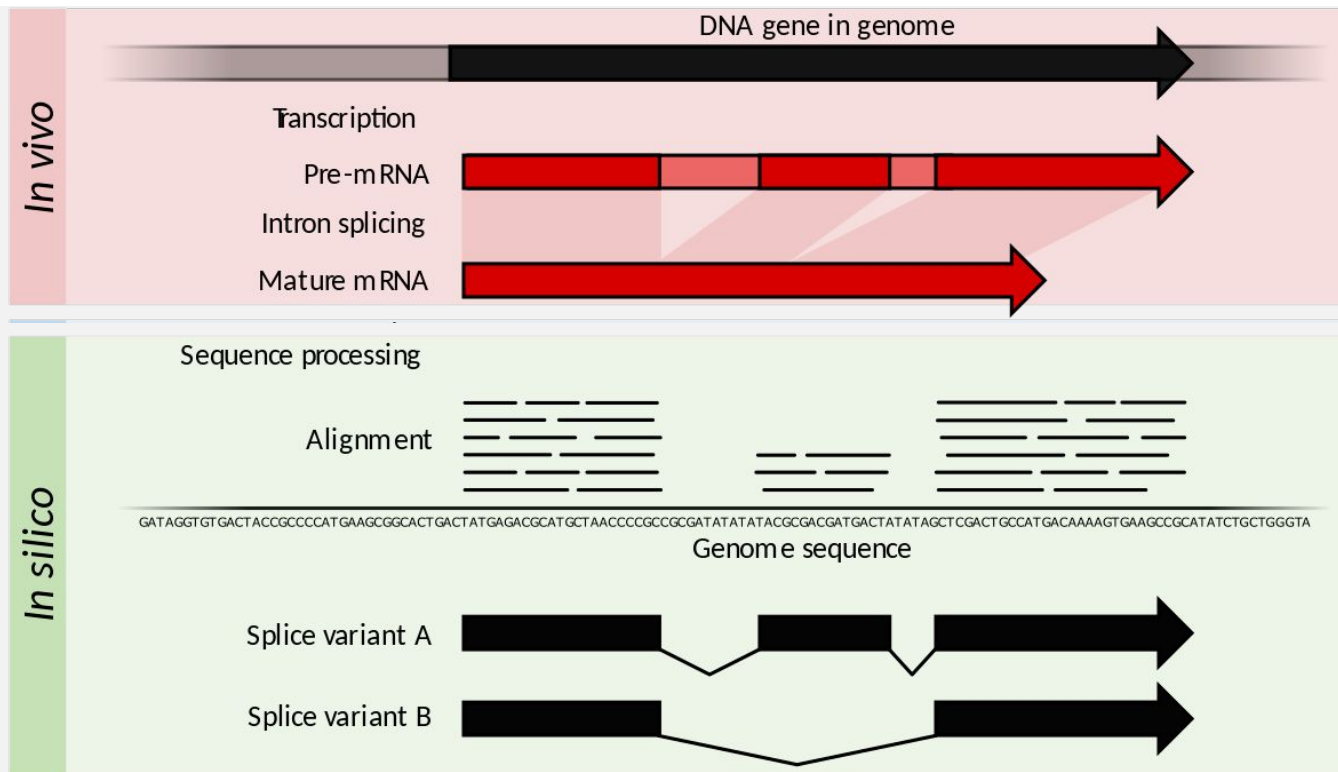 In vivo
DNA gene in genome
Transcription
Pre-mRNA
Intron splicing
Mature mRNA
In silico
Sequence processing
Alignment
GATAGGTGTGACTACCGCCCCATGAAGCGGCACTGACTATGAGACGCATGCTAACCCCGCCGCGATATATATACGCGACGATGACTATATAGCTCGACTGCCATGACAAAAGTGAAGCCGCATATCTGCTGGGTA
Genome sequence
Splice variant A
Splice variant B